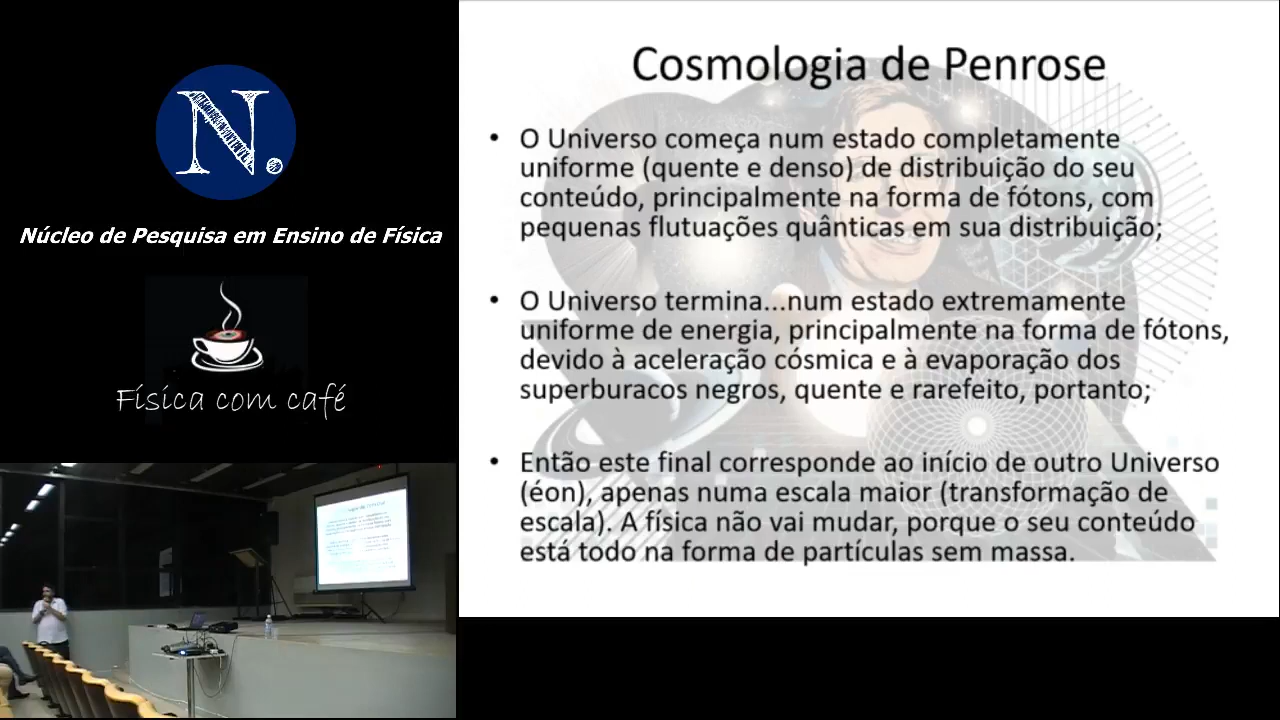 N.
Núcleo de Pesquisa em Ensino de Física
Física com café
Cosmologia de Penrose
• O Universo começa num estado completamente
uniforme (quente e denso) de distribuição do seu
conteúdo, principalmente na forma de fótons, com
pequenas flutuações quânticas em sua distribuição;
• O Universo termina...num estado extremamente
uniforme de energia, principalmente na forma de fótons,
devido à aceleração cósmica e à evaporação dos
superburacos negros, quente e rarefeito, portanto;
• Então este final corresponde ao início de outro Universo
(éon), apenas numa escala maior (transformação de
escala). A física não vai mudar, porque o seu conteúdo
está todo na forma de partículas sem massa.